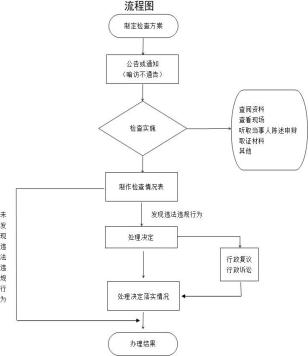 流程图
制定检查方案
公告或通知
（暗访不通告）
检查实施
查阅资料
查看现场
听取当事人陈述申辩
取证材料
其他
制作检查情况表
发现违法违规行为
未发现违法违规行为
处理决定
行政复议
行政诉讼
处理决定落实情况
办理结果